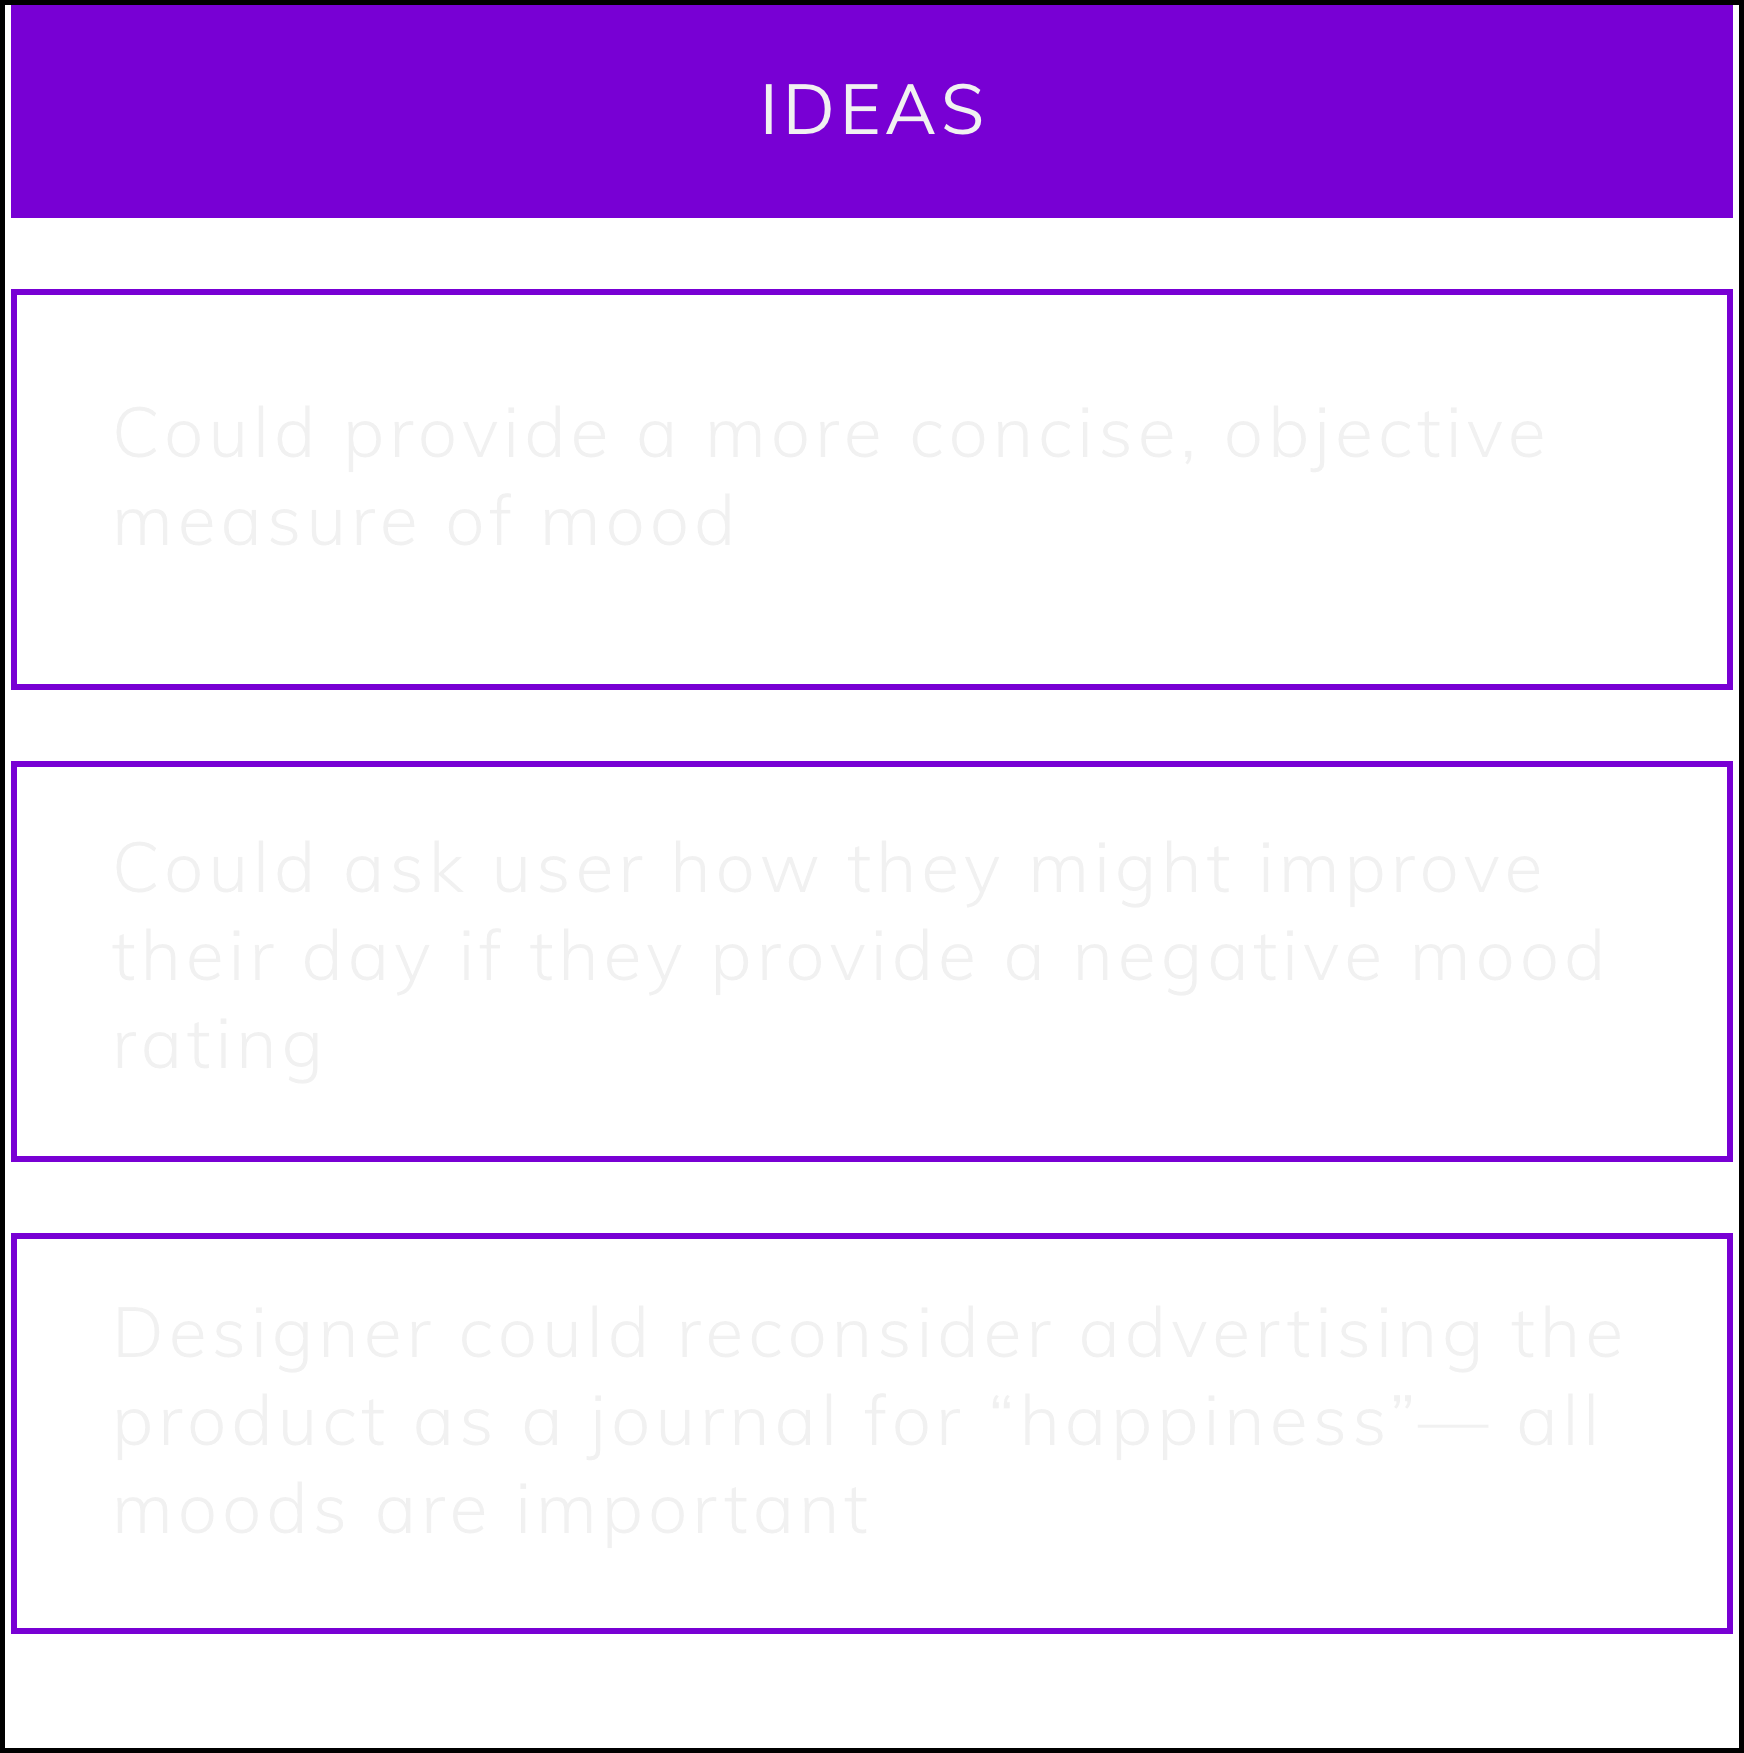 IDEAS
Could provide a more concise, objective
measure of mood
Could ask user how they might improve
their day if they provide a negative mood
rating
Designer could reconsider advertising the
product as a journal for “happiness”— all
moods are important